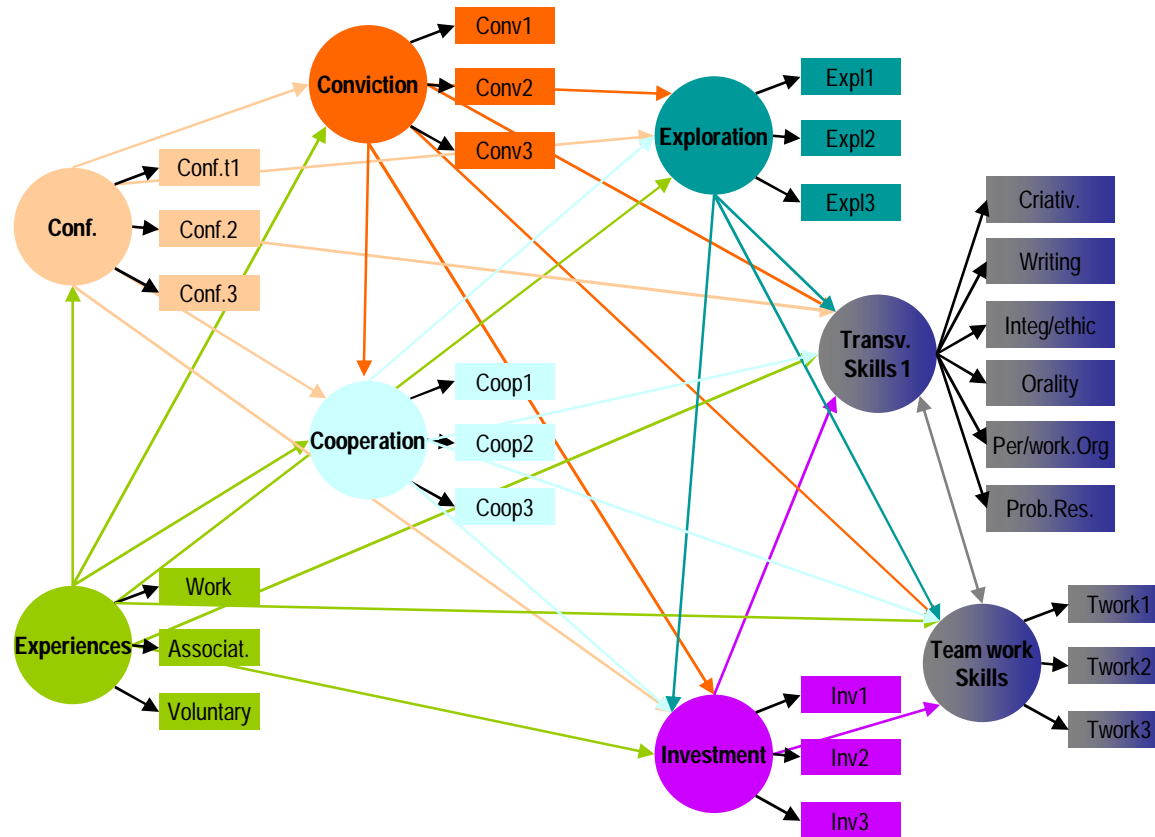 Conv1
Conviction
Conv2
Conv3
Expl1
Exploration
Expl2
Expl3
Conf.t1
Conf.
Conf.2
Conf.3
Criativ.
Writing
Integ/ethic
Orality
Per/work.Org
Prob.Res.
Transv.
Skills 1
Coop1
Cooperation
Coop2
Coop3
Work
Experiences
Associat.
Voluntary
Twork1
Team work
Skills
Twork2
Twork3
Inv1
Investment
Inv2
Inv3